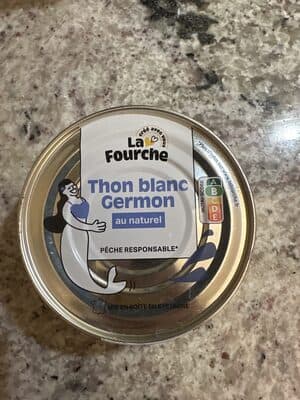 créé avec vous
La
Fourche
Thon blanc
Germon
au naturel
PÊCHE RESPONSABLE*
A
B
C
D
E